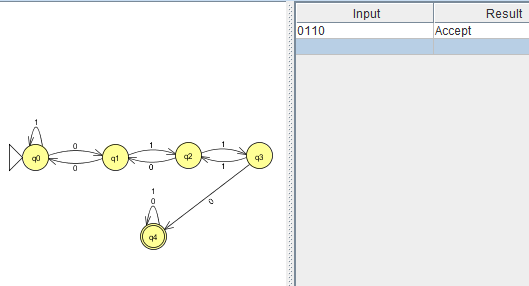 Input Result
0110 Accept
1
0 1 1
q0 q1 q2 q3
0 0 1
1
0 0
q4